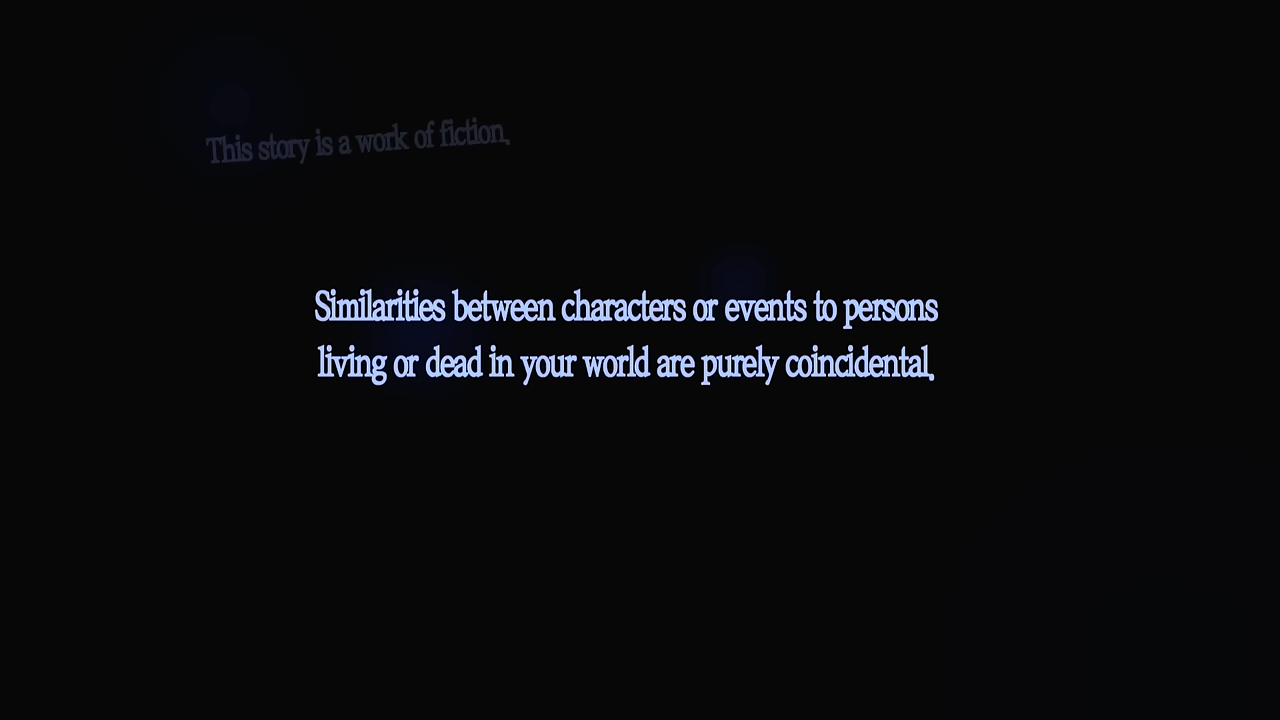 This story is a work of fiction.
Similarities between characters or events to persons
living or dead in your world are purely coincidental.